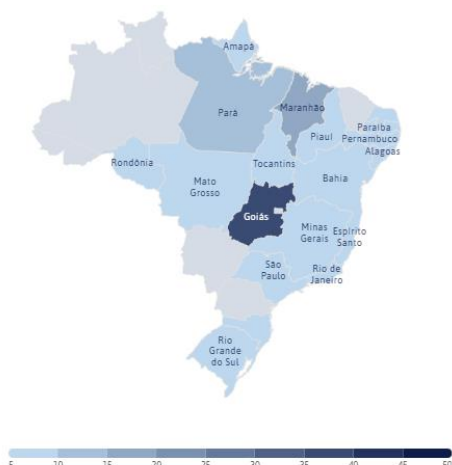 Amapá
Pará
Maranhão
Paraíba
Piauí
Pernambuco
Alagoas
Rondônia
Tocantins
Mato
Grosso
Bahia
Goiás
Minas
Gerais
Espírito
Santo
São
Paulo
Rio de
Janeiro
Rio
Grande
do Sul
5 10 15 20 25 30 35 40 45 50